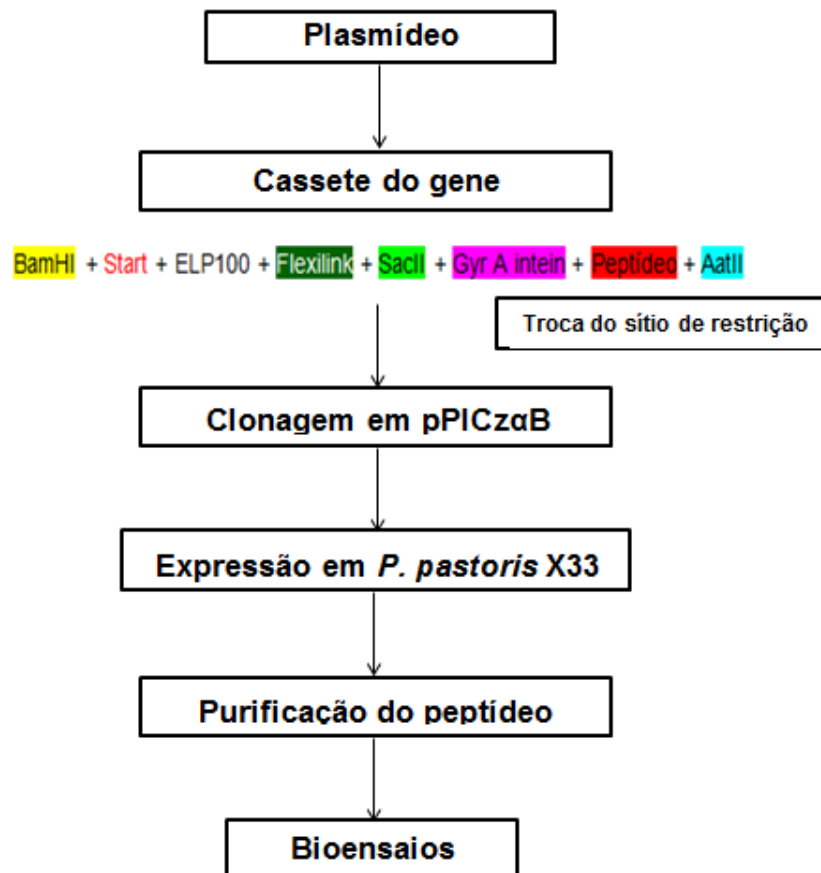 Plasmídeo
Cassete do gene
BamHI + Start + ELP100 + Flexilink + SacII + Gyr A intein + Peptídeo + AatII
Troca do sítio de restrição
Clonagem em pPICzαB
Expressão em P. pastoris X33
Purificação do peptídeo
Bioensaios